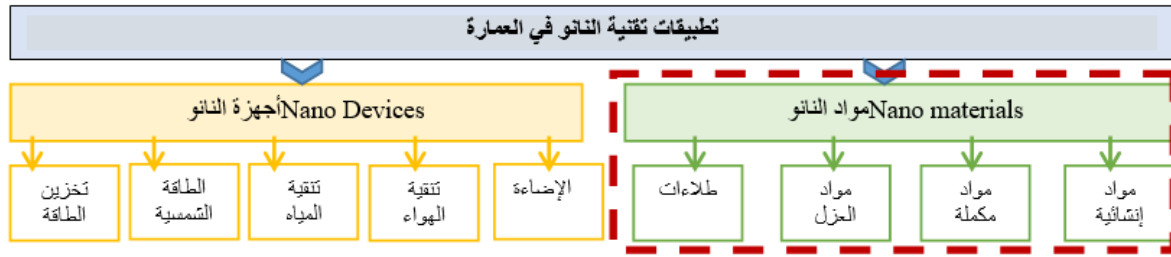 تطبيقات تقنية النانو في العمارة
مواد النانوNano materials
أجهزة النانوNano Devices
مواد
إنشائية
مواد
مكملة
مواد
العزل
طلاءات
الإضاءة
تنقية
الهواء
تنقية
المياه
الطاقة
الشمسية
تخزين
الطاقة